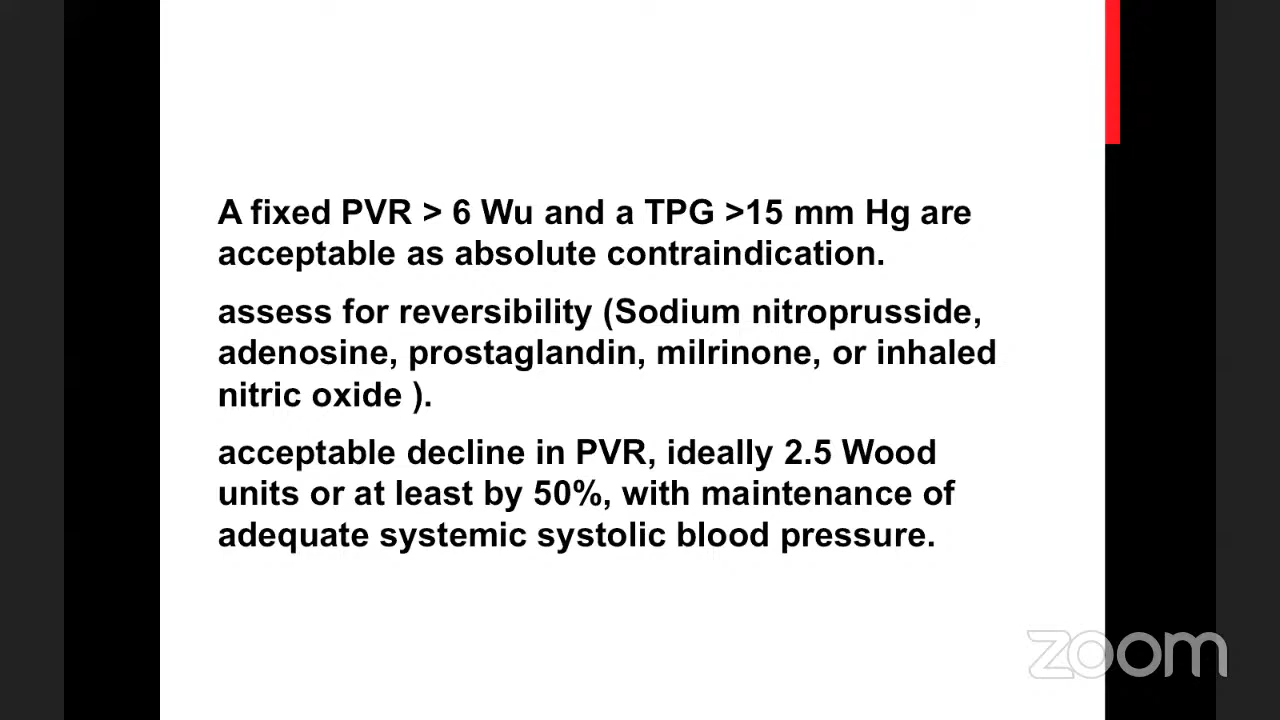 A fixed PVR > 6 Wu and a TPG >15 mm Hg are
acceptable as absolute contraindication.
assess for reversibility (Sodium nitroprusside,
adenosine, prostaglandin, milrinone, or inhaled
nitric oxide ).
acceptable decline in PVR, ideally 2.5 Wood
units or at least by 50%, with maintenance of
adequate systemic systolic blood pressure.
zoom